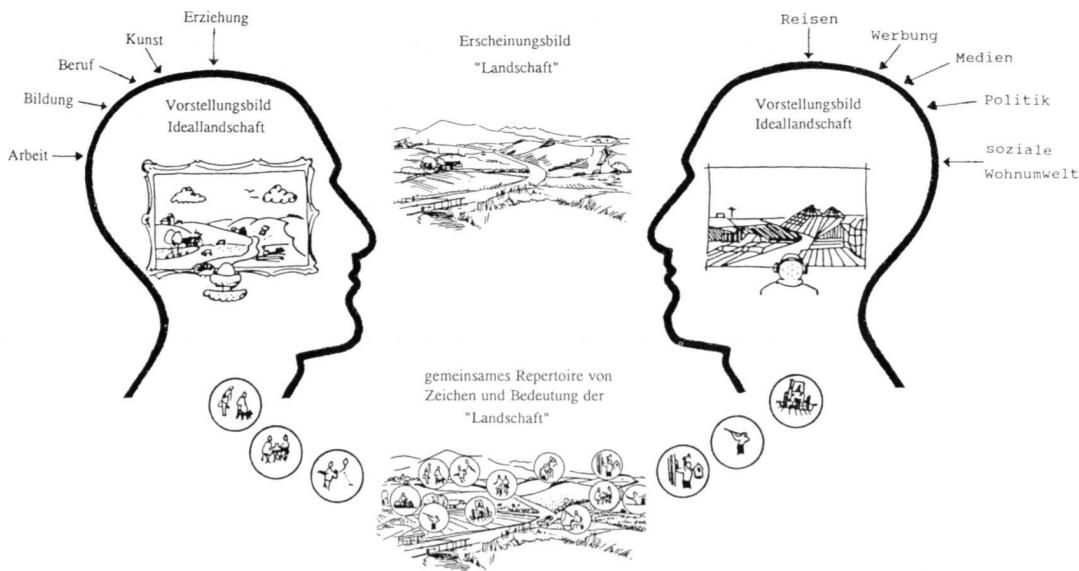 Erziehung
Kunst
Beruf
Bildung
Arbeit
Vorstellungsbild
Ideallandschaft
Erscheinungsbild
"Landschaft"
Reisen
Werbung
Medien
Politik
soziale
Wohnumwelt
Vorstellungsbild
Ideallandschaft
gemeinsames Repertoire von
Zeichen und Bedeutung der
"Landschaft"